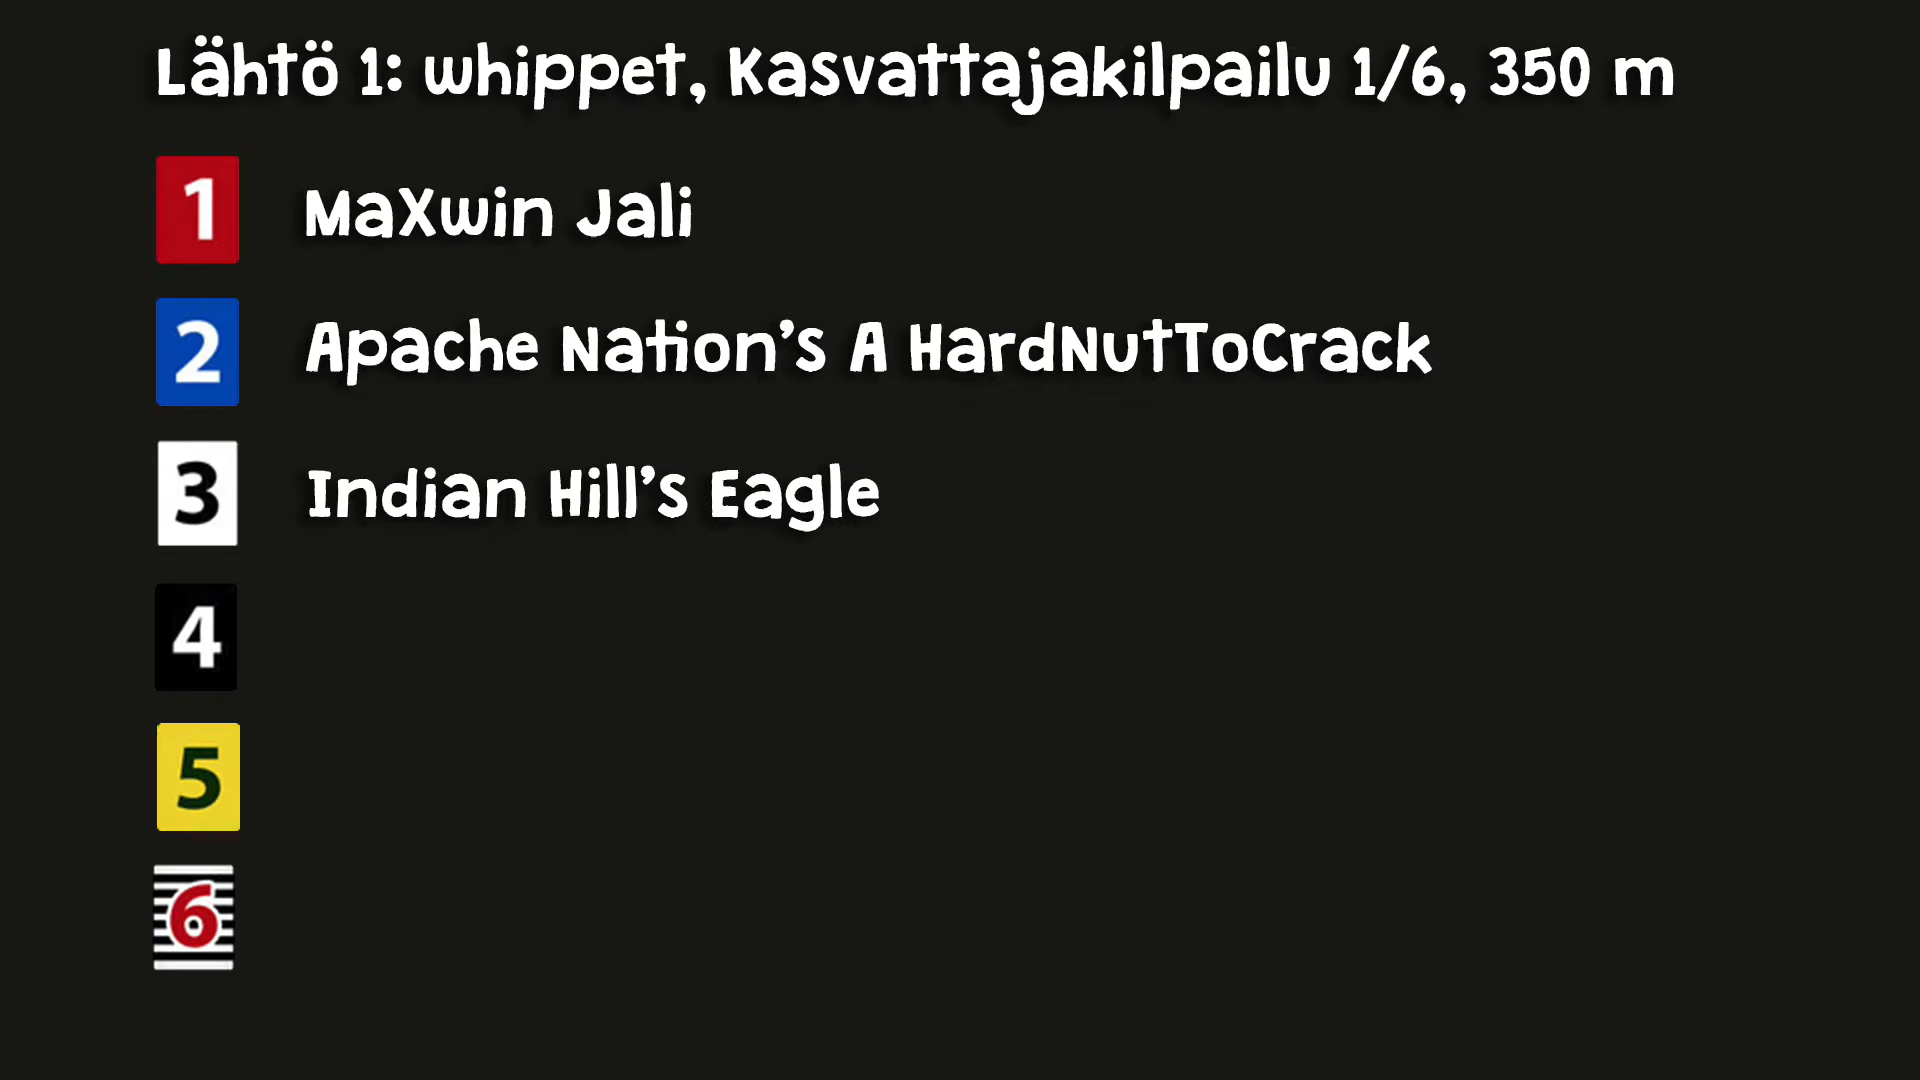 Lähtö 1: whippet, Kasvattajakilpailu 1/6, 350 m
1 MaXwin Jali
2 Apache Nation's A HardNutToCrack
3 Indian Hill's Eagle
4
5
6